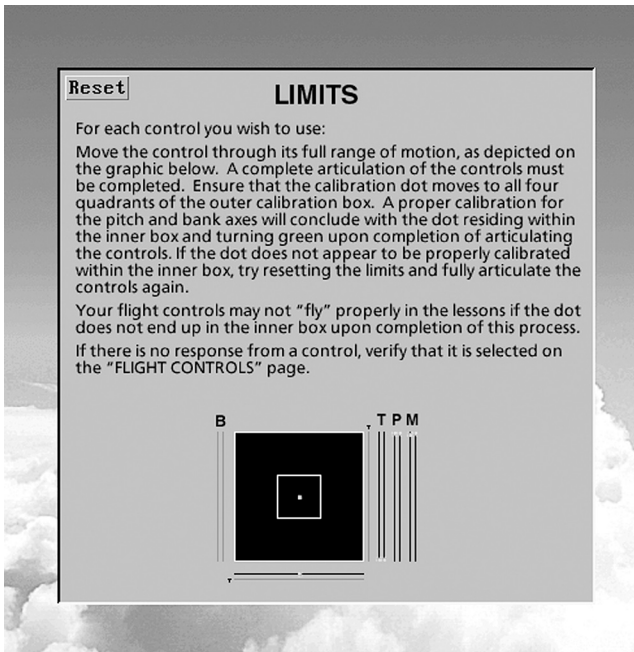 Reset
LIMITS
For each control you wish to use:
Move the control through its full range of motion, as depicted on
the graphic below.  A complete articulation of the controls must
be completed.  Ensure that the calibration dot moves to all four
quadrants of the outer calibration box.  A proper calibration for
the pitch and bank axes will conclude with the dot residing within
the inner box and turning green upon completion of articulating
the controls. If the dot does not appear to be properly calibrated
within the inner box, try resetting the limits and fully articulate the
controls again.
Your flight controls may not “fly” properly in the lessons if the dot
does not end up in the inner box upon completion of this process.
If there is no response from a control, verify that it is selected on
the “FLIGHT CONTROLS” page.
B T T P M
T